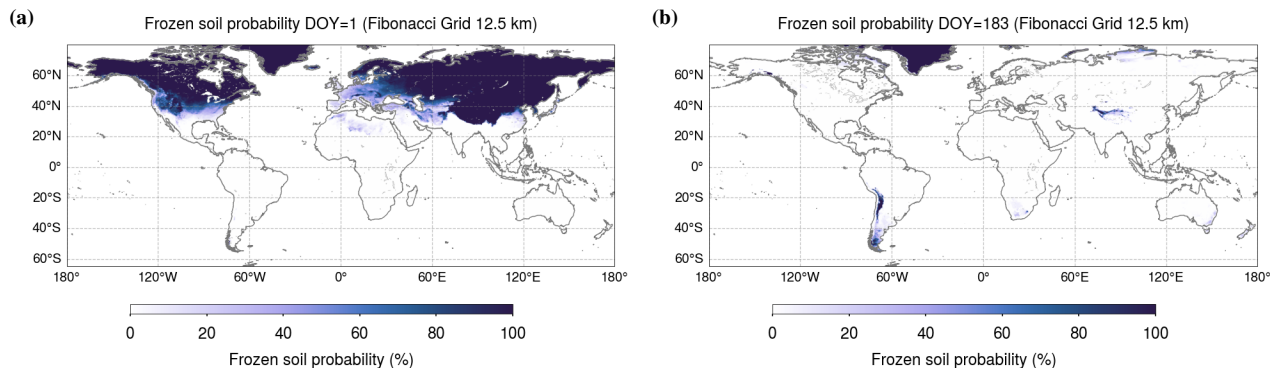 (a)
Frozen soil probability DOY=1 (Fibonacci Grid 12.5 km)
60°N
40°N
20°N
0°
20°S
40°S
60°S
180° 120°W 60°W 0° 60°E 120°E 180°
0 20 40 60 80 100
Frozen soil probability (%)
(b)
Frozen soil probability DOY=183 (Fibonacci Grid 12.5 km)
60°N
40°N
20°N
0°
20°S
40°S
60°S
180° 120°W 60°W 0° 60°E 120°E 180°
0 20 40 60 80 100
Frozen soil probability (%)